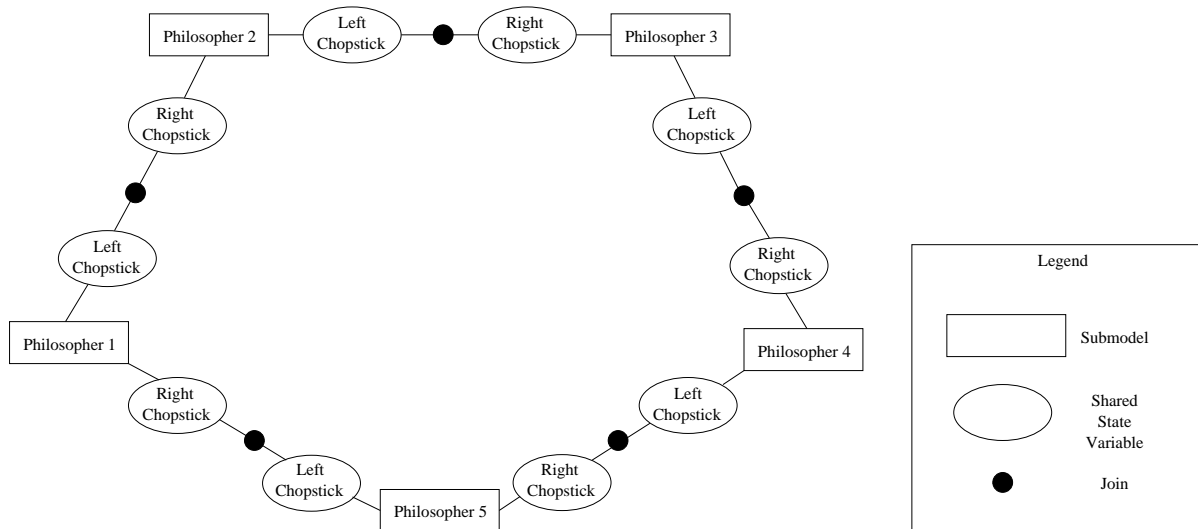 Philosopher 2
Left
Chopstick
Right
Chopstick
Philosopher 3
Right
Chopstick
Left
Chopstick
Left
Chopstick
Right
Chopstick
Philosopher 1
Philosopher 4
Right
Chopstick
Left
Chopstick
Left
Chopstick
Right
Chopstick
Philosopher 5
Legend
Submodel
Shared
State
Variable
Join